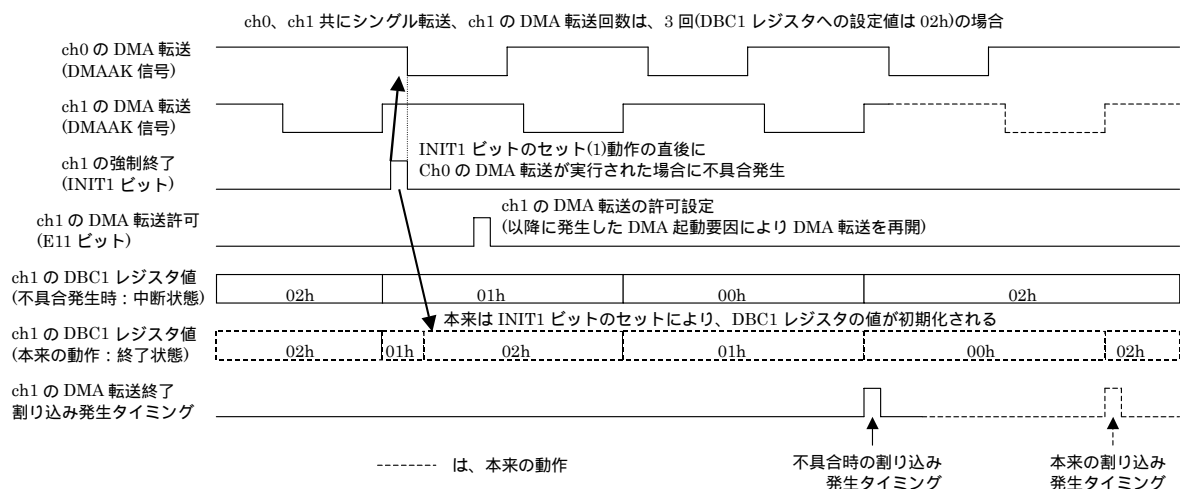 ch0、ch1 共にシングル転送、ch1 の DMA 転送回数は、3 回(DBC1 レジスタへの設定値は 02h)の場合
ch0 の DMA 転送
(DMAAK 信号)
ch1 の DMA 転送
(DMAAK 信号)
ch1 の強制終了
(INIT1 ビット)
INIT1 ビットのセット(1)動作の直後に
Ch0 の DMA 転送が実行された場合に不具合発生
ch1 の DMA 転送許可
(E11 ビット)
ch1 の DMA 転送の許可設定
(以降に発生した DMA 起動要因により DMA 転送を再開)
ch1 の DBC1 レジスタ値
(不具合発生時：中断状態)
02h 01h 00h 02h
本来は INIT1 ビットのセットにより、DBC1 レジスタの値が初期化される
ch1 の DBC1 レジスタ値
(本来の動作：終了状態)
02h 01h 02h 01h 00h 02h
ch1 の DMA 転送終了
割り込み発生タイミング
は、本来の動作
不具合時の割り込み
発生タイミング
本来の割り込み
発生タイミング